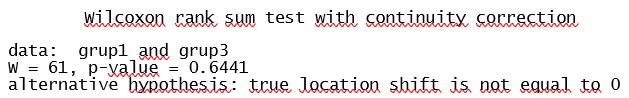 Wilcoxon rank sum test with continuity correction
data:  grup1 and grup3
W = 61, p-value = 0.6441
alternative hypothesis: true location shift is not equal to 0